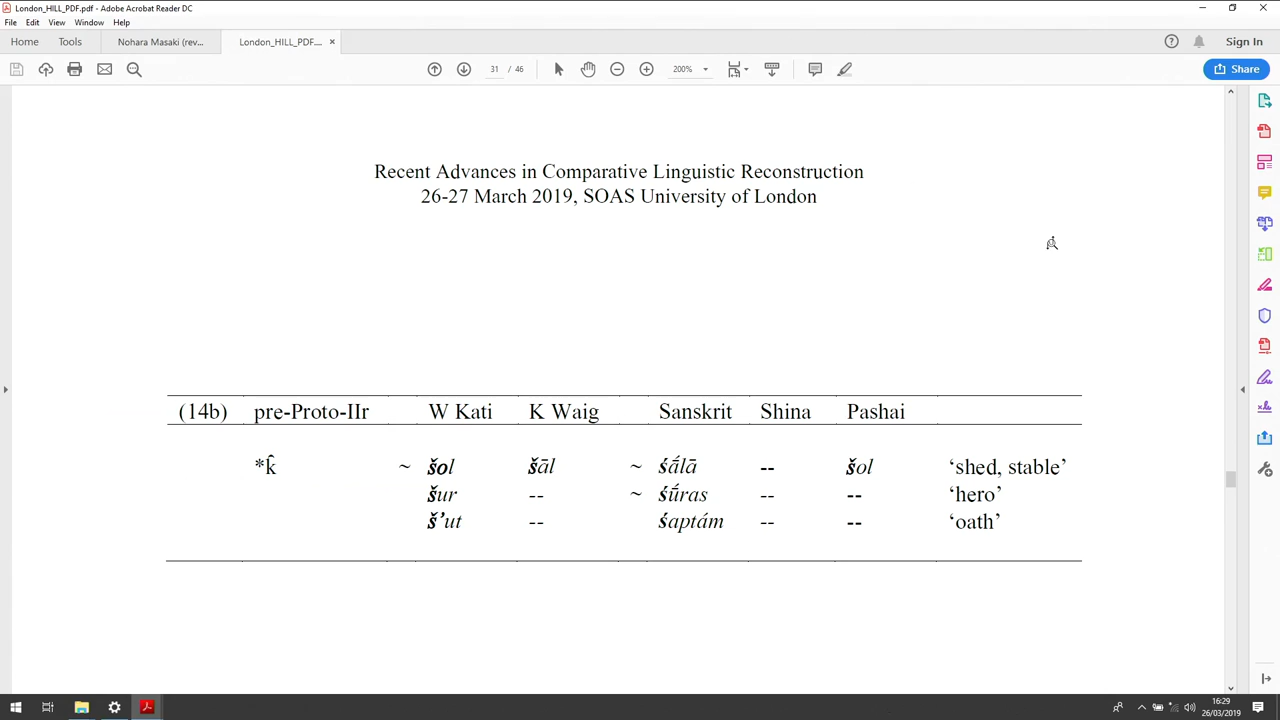 London_HILL_PDF.pdf - Adobe Acrobat Reader DC
File Edit View Window Help
Home Tools Nohara Masaki (rev... London_HILL_PDF.... × Sign In
31 / 46 200% Share
Recent Advances in Comparative Linguistic Reconstruction
26-27 March 2019, SOAS University of London
(14b) pre-Proto-IIr W Kati K Waig Sanskrit Shina Pashai
*k̂ ~ šol šāl ~ śā́lā -- šol ‘shed, stable’
šur -- ~ śū́ras -- -- ‘hero’
š’ut -- śaptám -- -- ‘oath’
16:29
26/03/2019